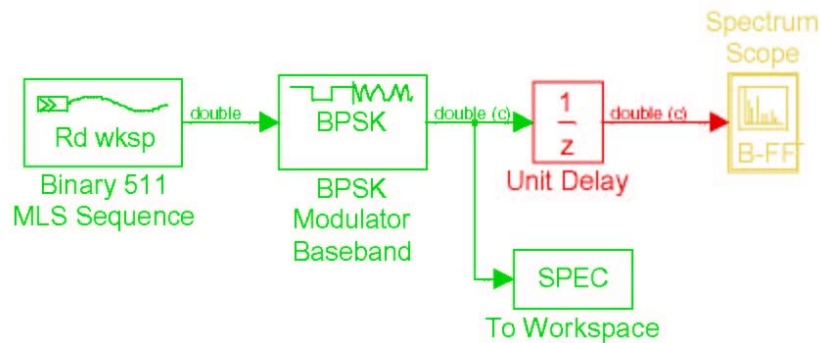 Spectrum
Scope
double
double (c)
double (c)
Rd wksp
BPSK
1
z
B-FFT
Binary 511
MLS Sequence
BPSK
Modulator
Baseband
Unit Delay
SPEC
To Workspace